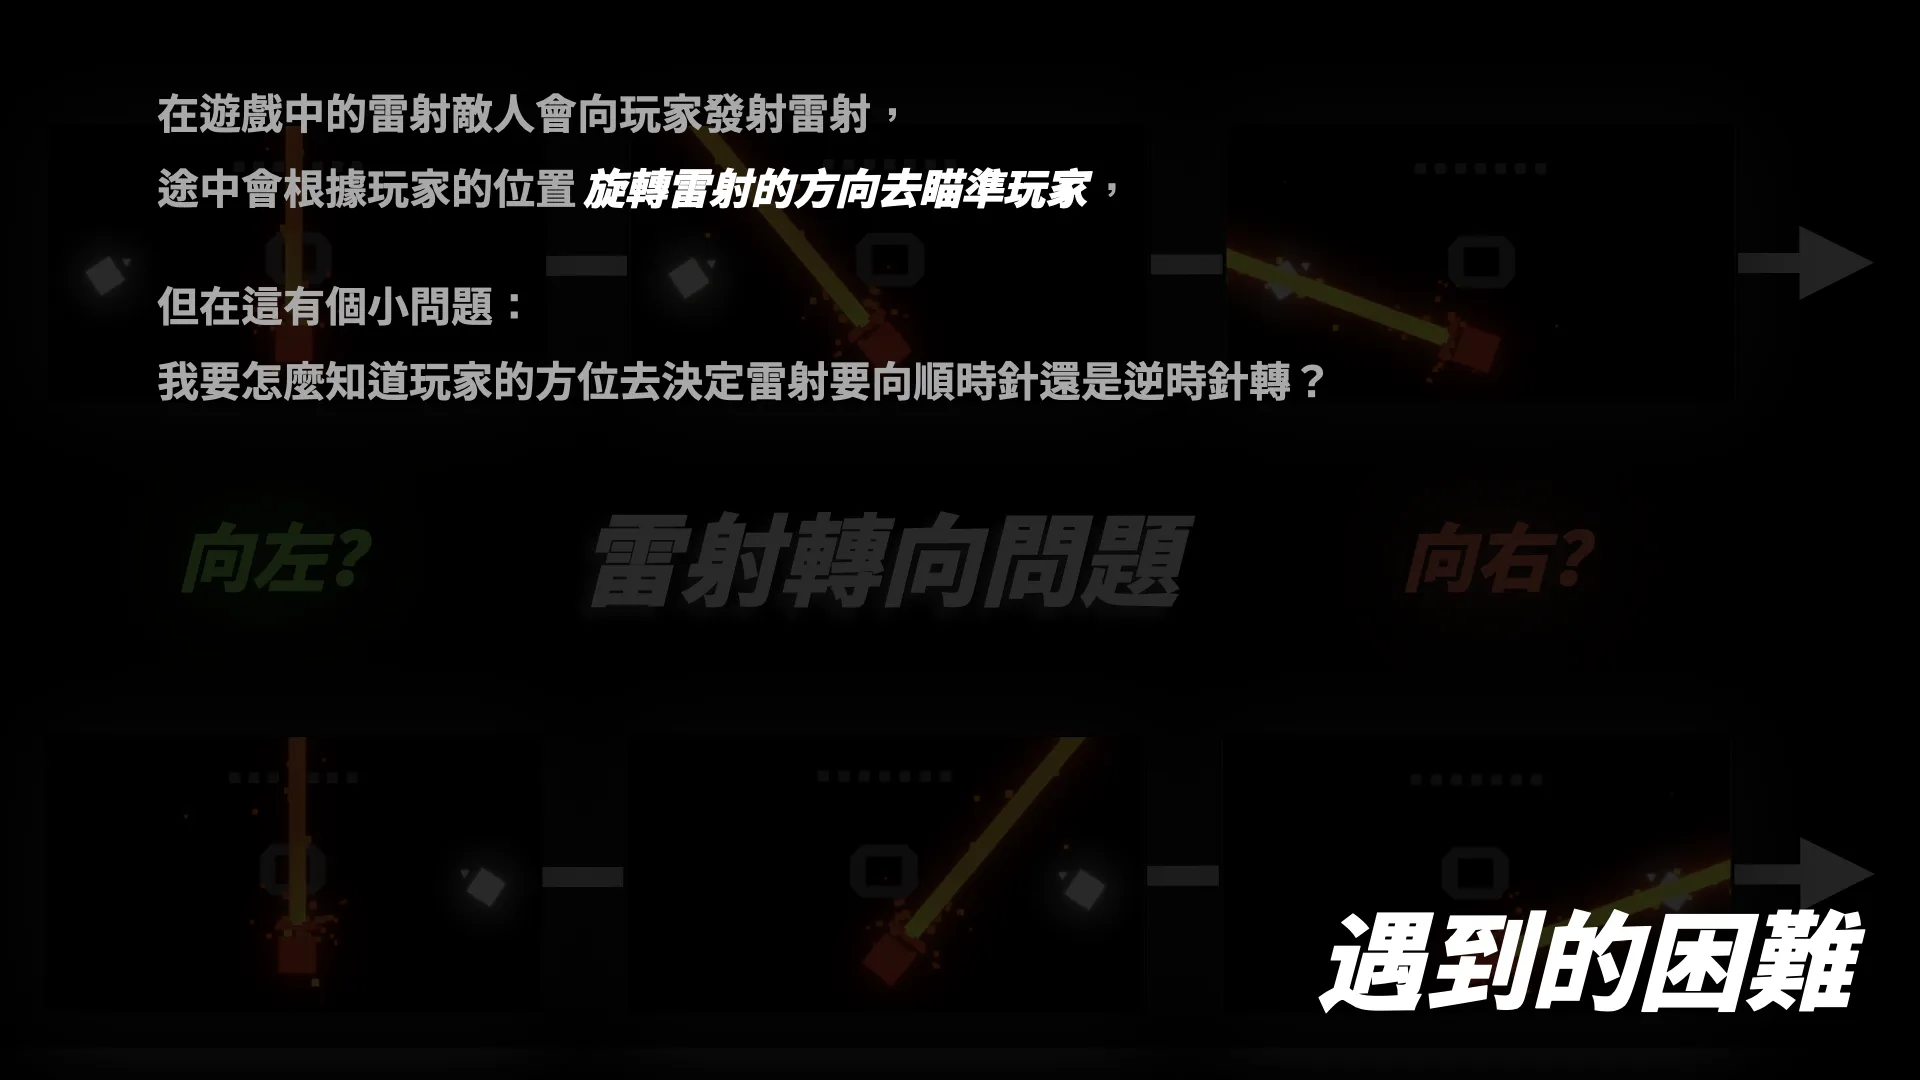 在遊戲中的雷射敵人會向玩家發射雷射，
途中會根據玩家的位置 旋轉雷射的方向去瞄準玩家，
但在這有個小問題：
我要怎麼知道玩家的方位去決定雷射要向順時針還是逆時針轉？
向左？ 雷射轉向問題 向右？
遇到的困難